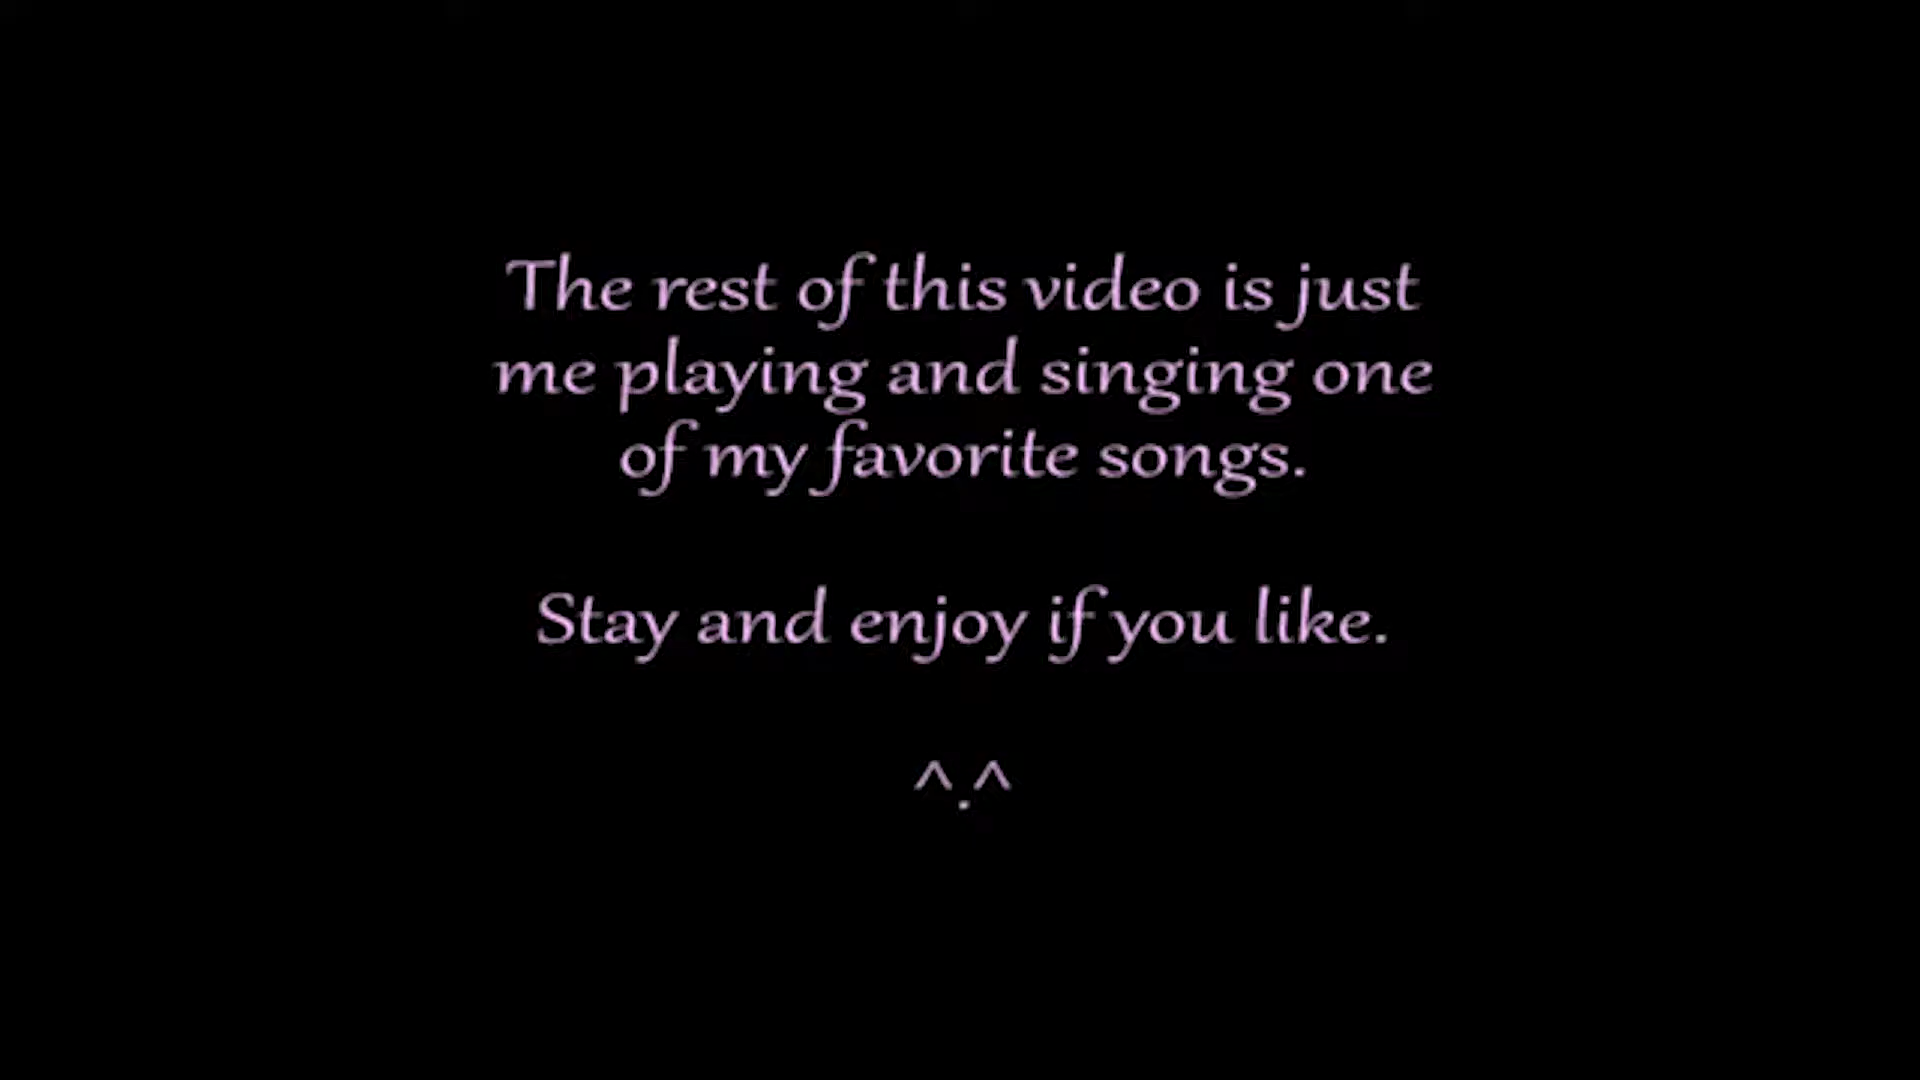 The rest of this video is just
me playing and singing one
of my favorite songs.
Stay and enjoy if you like.
^.^